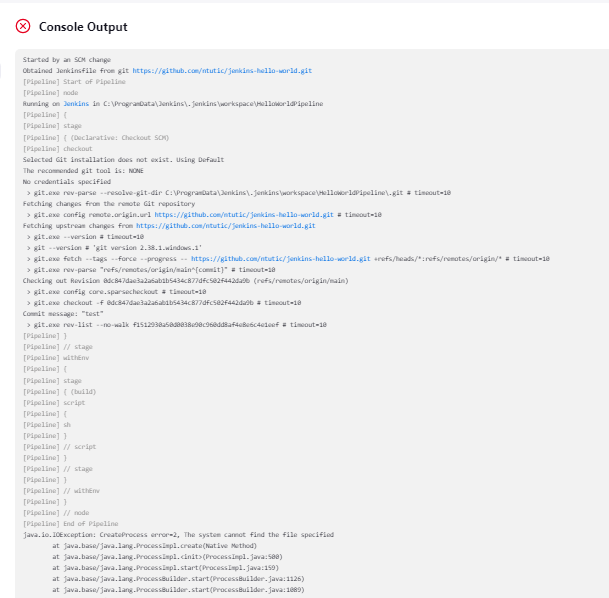 Console Output
Started by an SCM change
Obtained Jenkinsfile from git https://github.com/ntutic/jenkins-hello-world.git
[Pipeline] Start of Pipeline
[Pipeline] node
Running on Jenkins in C:\ProgramData\Jenkins\.jenkins\workspace\HelloWorldPipeline
[Pipeline] {
[Pipeline] stage
[Pipeline] { (Declarative: Checkout SCM)
[Pipeline] checkout
Selected Git installation does not exist. Using Default
The recommended git tool is: NONE
No credentials specified
> git.exe rev-parse --resolve-git-dir C:\ProgramData\Jenkins\.jenkins\workspace\HelloWorldPipeline\.git # timeout=10
Fetching changes from the remote Git repository
> git.exe config remote.origin.url https://github.com/ntutic/jenkins-hello-world.git # timeout=10
Fetching upstream changes from https://github.com/ntutic/jenkins-hello-world.git
> git.exe --version # timeout=10
> git --version # 'git version 2.38.1.windows.1'
> git.exe fetch --tags --force --progress -- https://github.com/ntutic/jenkins-hello-world.git +refs/heads/*:refs/remotes/origin/* # timeout=10
> git.exe rev-parse "refs/remotes/origin/main^{commit}" # timeout=10
Checking out Revision 0dc847dae3a2a6ab1b5434c877dfc502f442da9b (refs/remotes/origin/main)
> git.exe config core.sparsecheckout # timeout=10
> git.exe checkout -f 0dc847dae3a2a6ab1b5434c877dfc502f442da9b # timeout=10
Commit message: "test"
> git.exe rev-list --no-walk f1512930a50d0038e90c960dd8af4e8e6c4e1eef # timeout=10
[Pipeline] }
[Pipeline] // stage
[Pipeline] withEnv
[Pipeline] {
[Pipeline] stage
[Pipeline] { (build)
[Pipeline] script
[Pipeline] {
[Pipeline] sh
[Pipeline] }
[Pipeline] // script
[Pipeline] }
[Pipeline] // stage
[Pipeline] }
[Pipeline] // withEnv
[Pipeline] }
[Pipeline] // node
[Pipeline] End of Pipeline
java.io.IOException: CreateProcess error=2, The system cannot find the file specified
at java.base/java.lang.ProcessImpl.create(Native Method)
at java.base/java.lang.ProcessImpl.<init>(ProcessImpl.java:500)
at java.base/java.lang.ProcessImpl.start(ProcessImpl.java:159)
at java.base/java.lang.ProcessBuilder.start(ProcessBuilder.java:1126)
at java.base/java.lang.ProcessBuilder.start(ProcessBuilder.java:1089)